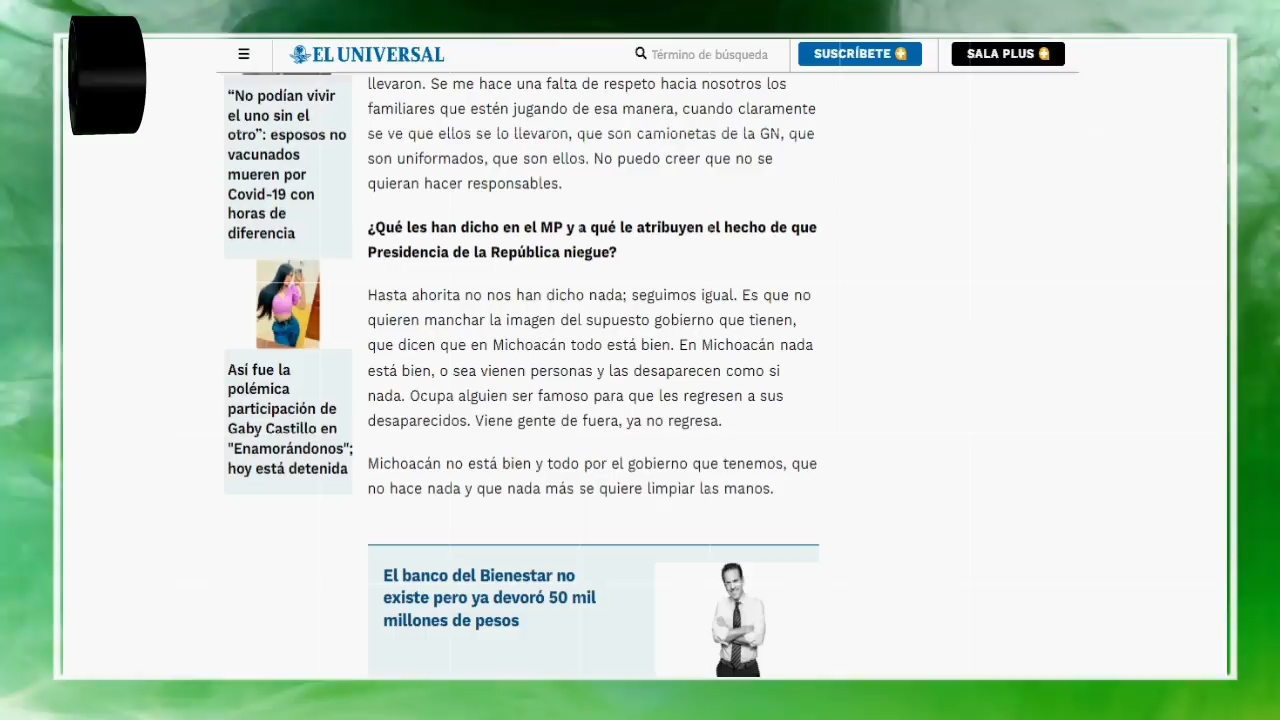 EL UNIVERSAL
Término de búsqueda
SUSCRÍBETE
SALA PLUS
“No podían vivir
el uno sin el
otro”: esposos no
vacunados
mueren por
Covid-19 con
horas de
diferencia
Así fue la
polémica
participación de
Gaby Castillo en
"Enamorándonos";
hoy está detenida
llevaron. Se me hace una falta de respeto hacia nosotros los
familiares que estén jugando de esa manera, cuando claramente
se ve que ellos se lo llevaron, que son camionetas de la GN, que
son uniformados, que son ellos. No puedo creer que no se
quieran hacer responsables.
¿Qué les han dicho en el MP y a qué le atribuyen el hecho de que
Presidencia de la República niegue?
Hasta ahorita no nos han dicho nada; seguimos igual. Es que no
quieren manchar la imagen del supuesto gobierno que tienen,
que dicen que en Michoacán todo está bien. En Michoacán nada
está bien, o sea vienen personas y las desaparecen como si
nada. Ocupa alguien ser famoso para que les regresen a sus
desaparecidos. Viene gente de fuera, ya no regresa.
Michoacán no está bien y todo por el gobierno que tenemos, que
no hace nada y que nada más se quiere limpiar las manos.
El banco del Bienestar no
existe pero ya devoró 50 mil
millones de pesos